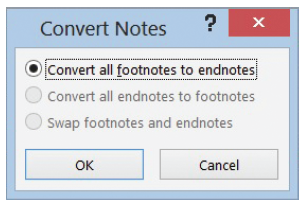 Convert Notes ? ×
Convert all footnotes to endnotes
Convert all endnotes to footnotes
Swap footnotes and endnotes
OK Cancel